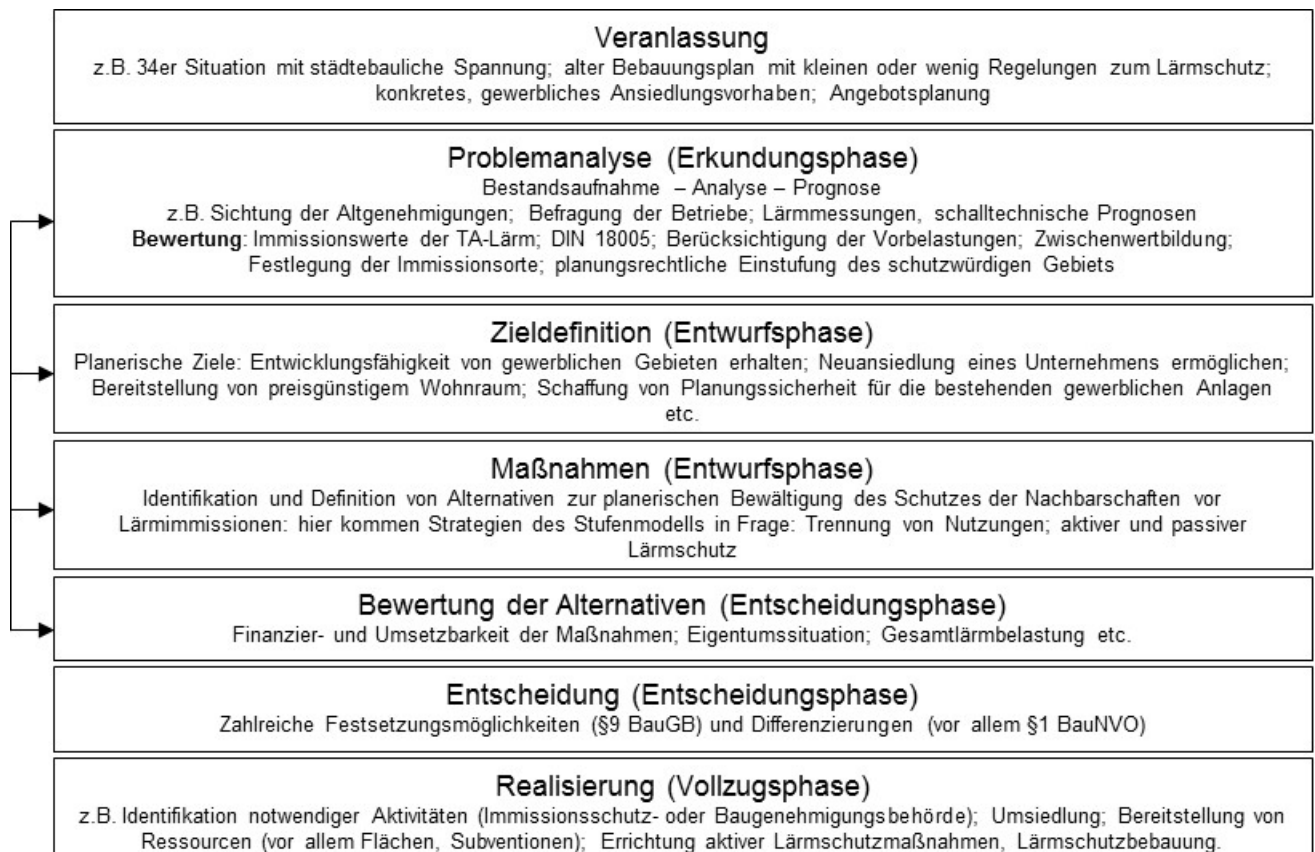 Veranlassung
z.B. 34er Situation mit städtebauliche Spannung; alter Bebauungsplan mit kleinen oder wenig Regelungen zum Lärmschutz;
konkretes, gewerbliches Ansiedlungsvorhaben; Angebotsplanung
Problemanalyse (Erkundungsphase)
Bestandsaufnahme – Analyse – Prognose
z.B. Sichtung der Altgenehmigungen; Befragung der Betriebe; Lärmmessungen, schalltechnische Prognosen
Bewertung: Immissionswerte der TA-Lärm; DIN 18005; Berücksichtigung der Vorbelastungen; Zwischenwertbildung;
Festlegung der Immissionsorte; planungsrechtliche Einstufung des schutzwürdigen Gebiets
Zieldefinition (Entwurfsphase)
Planerische Ziele: Entwicklungsfähigkeit von gewerblichen Gebieten erhalten; Neuansiedlung eines Unternehmens ermöglichen;
Bereitstellung von preisgünstigem Wohnraum; Schaffung von Planungssicherheit für die bestehenden gewerblichen Anlagen
etc.
Maßnahmen (Entwurfsphase)
Identifikation und Definition von Alternativen zur planerischen Bewältigung des Schutzes der Nachbarschaften vor
Lärmimmissionen: hier kommen Strategien des Stufenmodells in Frage: Trennung von Nutzungen; aktiver und passiver
Lärmschutz
Bewertung der Alternativen (Entscheidungsphase)
Finanzier- und Umsetzbarkeit der Maßnahmen; Eigentumssituation; Gesamtlärmbelastung etc.
Entscheidung (Entscheidungsphase)
Zahlreiche Festsetzungsmöglichkeiten (§9 BauGB) und Differenzierungen (vor allem §1 BauNVO)
Realisierung (Vollzugsphase)
z.B. Identifikation notwendiger Aktivitäten (Immissionsschutz- oder Baugenehmigungsbehörde); Umsiedlung; Bereitstellung von
Ressourcen (vor allem Flächen, Subventionen); Errichtung aktiver Lärmschutzmaßnahmen, Lärmschutzbebauung.